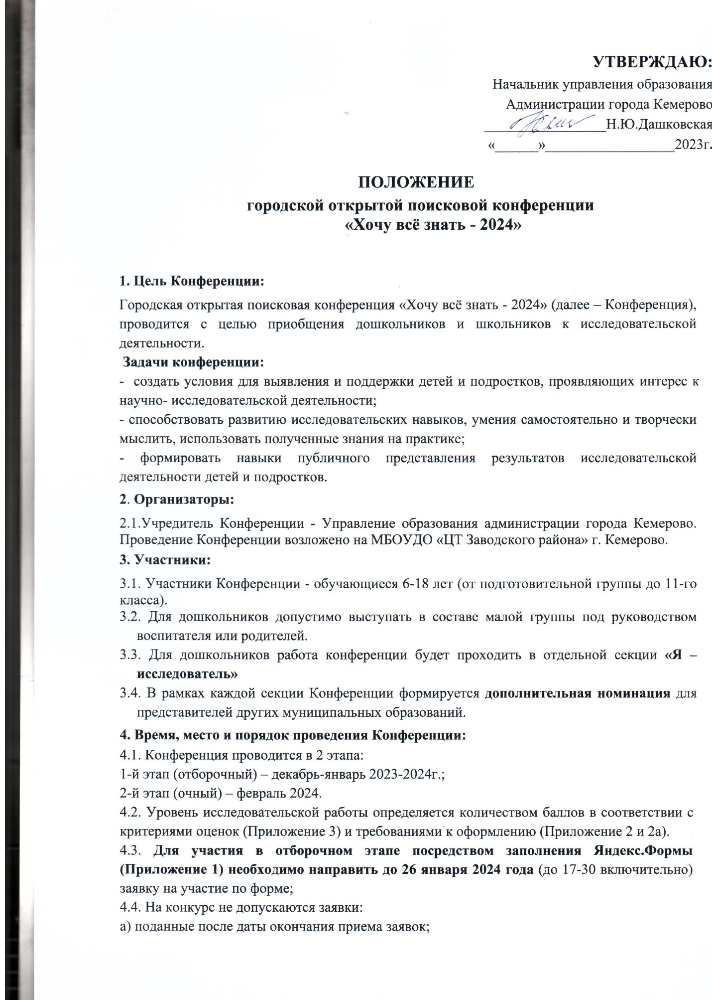 УТВЕРЖДАЮ:
Начальник управления образования
Администрации города Кемерово
_________________Н.Ю.Дашковская
«______»__________________2023г.
ПОЛОЖЕНИЕ
городской открытой поисковой конференции
«Хочу всё знать - 2024»
1. Цель Конференции:
Городская открытая поисковая конференция «Хочу всё знать - 2024» (далее – Конференция),
проводится с целью приобщения дошкольников и школьников к исследовательской
деятельности.
Задачи конференции:
- создать условия для выявления и поддержки детей и подростков, проявляющих интерес к
научно- исследовательской деятельности;
- способствовать развитию исследовательских навыков, умения самостоятельно и творчески
мыслить, использовать полученные знания на практике;
- формировать навыки публичного представления результатов исследовательской
деятельности детей и подростков.
2. Организаторы:
2.1.Учредитель Конференции - Управление образования администрации города Кемерово.
Проведение Конференции возложено на МБОУДО «ЦТ Заводского района» г. Кемерово.
3. Участники:
3.1. Участники Конференции - обучающиеся 6-18 лет (от подготовительной группы до 11-го
класса).
3.2. Для дошкольников допустимо выступать в составе малой группы под руководством
воспитателя или родителей.
3.3. Для дошкольников работа конференции будет проходить в отдельной секции «Я –
исследователь»
3.4. В рамках каждой секции Конференции формируется дополнительная номинация для
представителей других муниципальных образований.
4. Время, место и порядок проведения Конференции:
4.1. Конференция проводится в 2 этапа:
1-й этап (отборочный) – декабрь-январь 2023-2024г.;
2-й этап (очный) – февраль 2024.
4.2. Уровень исследовательской работы определяется количеством баллов в соответствии с
критериями оценок (Приложение 3) и требованиями к оформлению (Приложение 2 и 2а).
4.3. Для участия в отборочном этапе посредством заполнения Яндекс.Формы
(Приложение 1) необходимо направить до 26 января 2024 года (до 17-30 включительно)
заявку на участие по форме;
4.4. На конкурс не допускаются заявки:
а) поданные после даты окончания приема заявок;